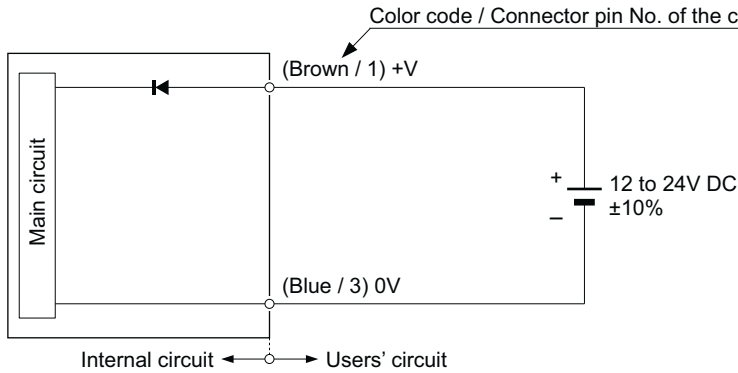 Color code / Connector pin No. of the c
(Brown / 1) +V
Main circuit
+
12 to 24V DC
–
±10%
(Blue / 3) 0V
Internal circuit
Users’ circuit